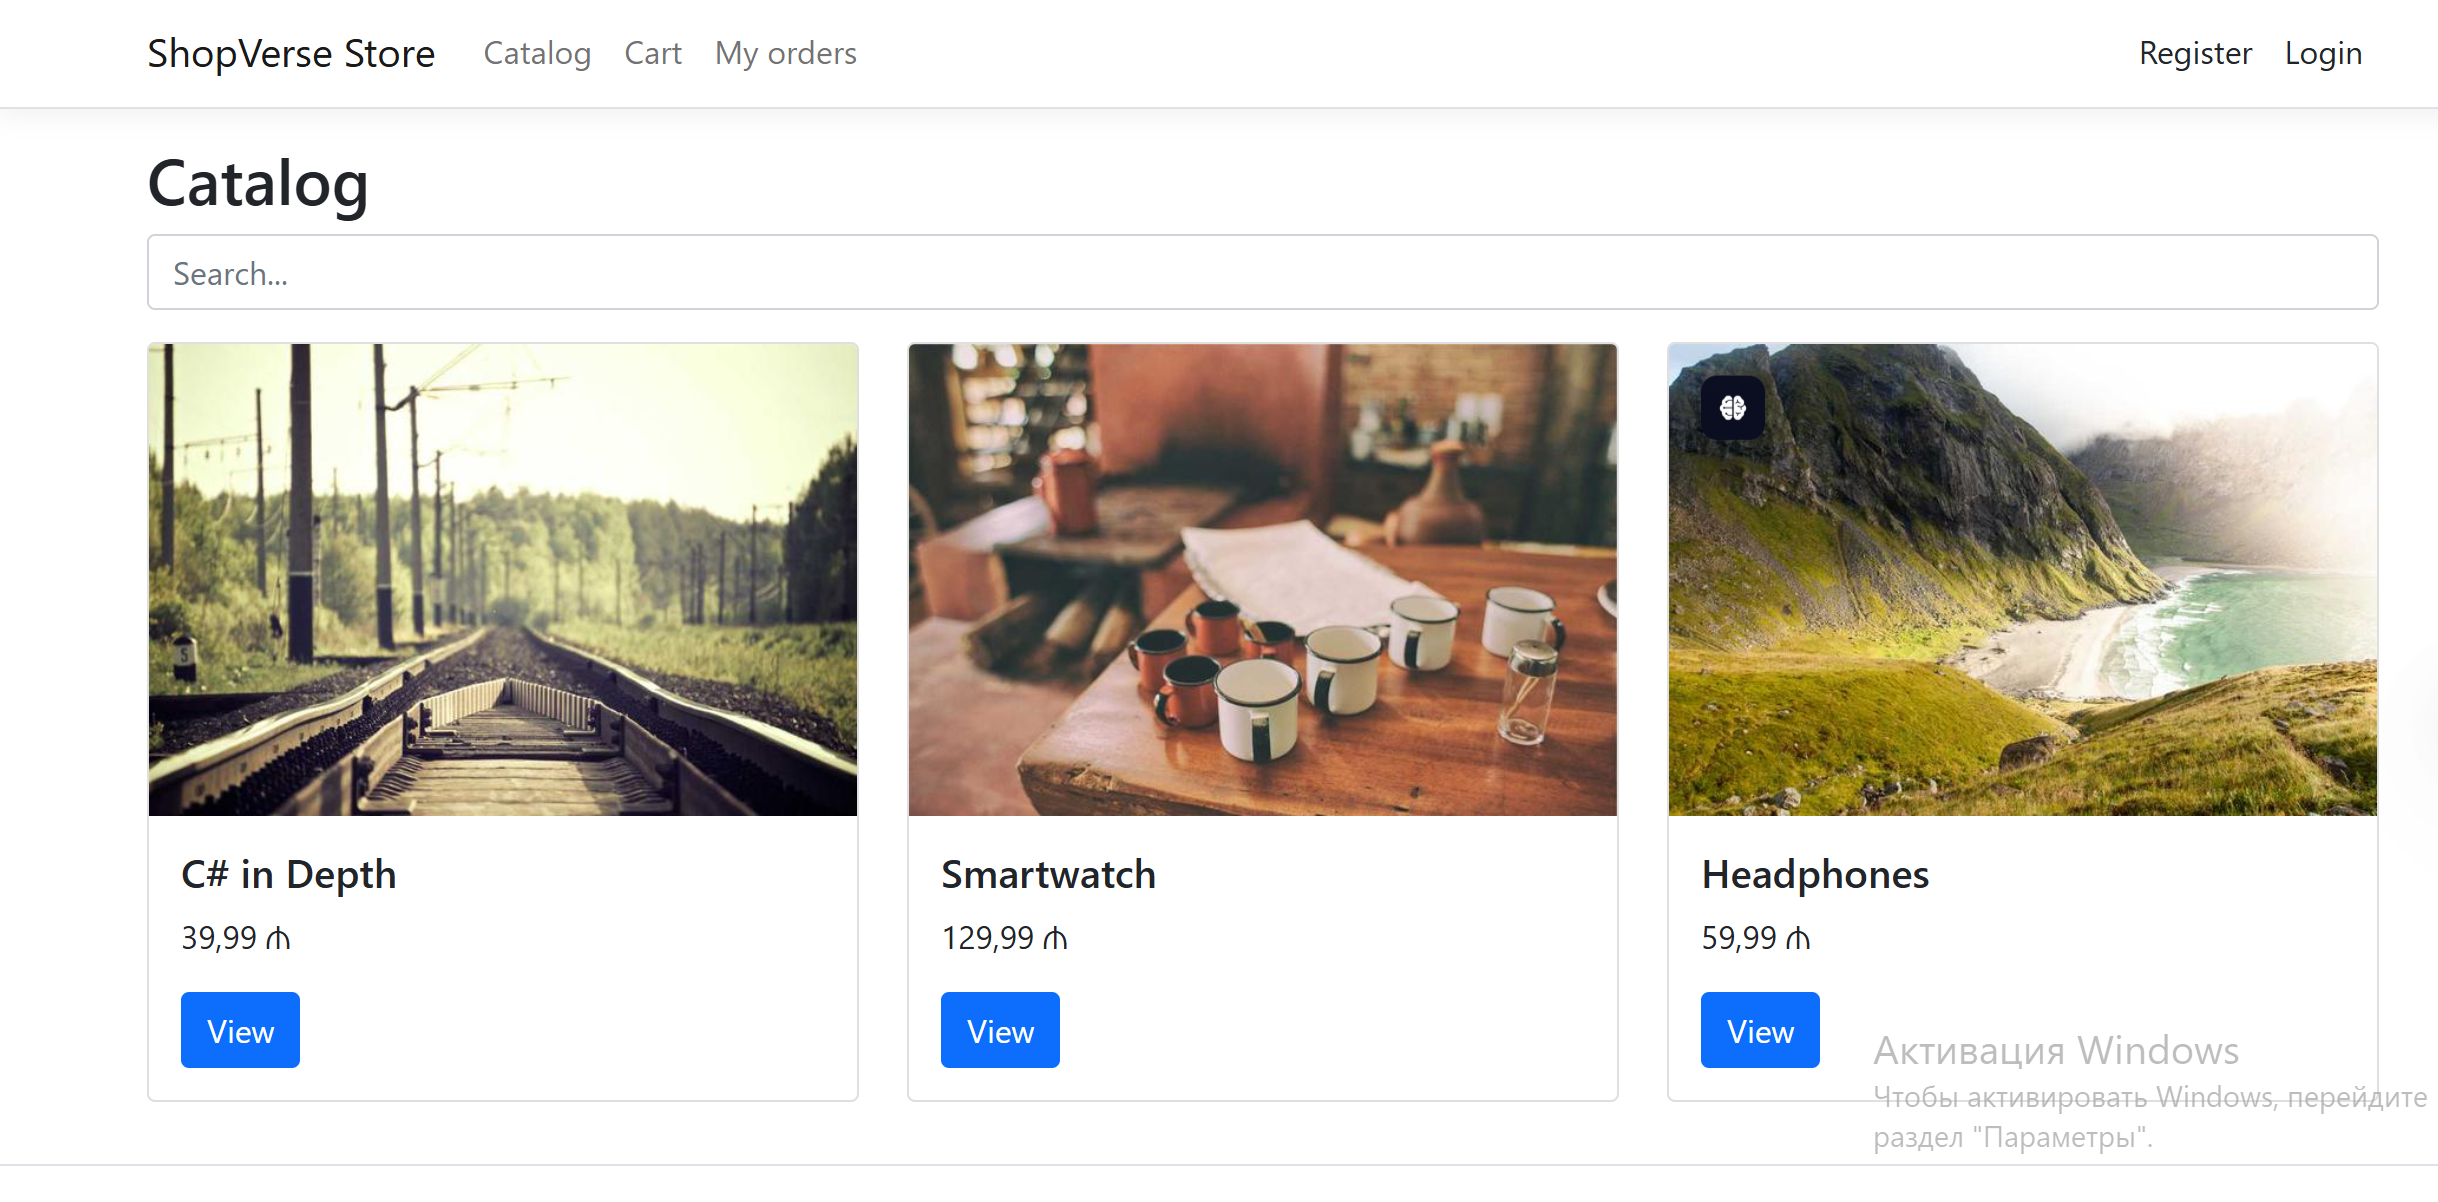 ShopVerse Store Catalog Cart My orders Register Login
Catalog
Search...
C# in Depth
39,99 ₼
View
Smartwatch
129,99 ₼
View
Headphones
59,99 ₼
View
Активация Windows
Чтобы активировать Windows, перейдите
раздел "Параметры".